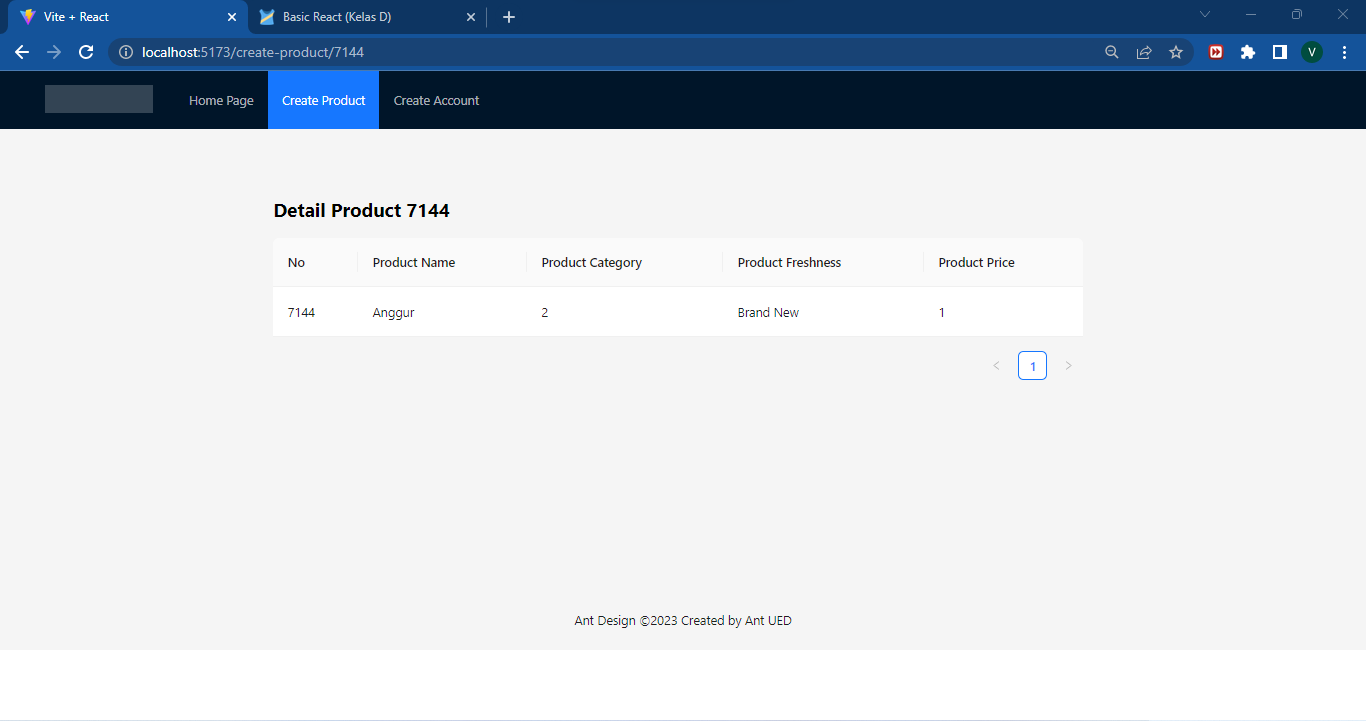 Vite + React
Basic React (Kelas D)
localhost:5173/create-product/7144
V
Home Page
Create Product
Create Account
Detail Product 7144
No Product Name Product Category Product Freshness Product Price
7144 Anggur 2 Brand New 1
< 1 >
Ant Design ©2023 Created by Ant UED